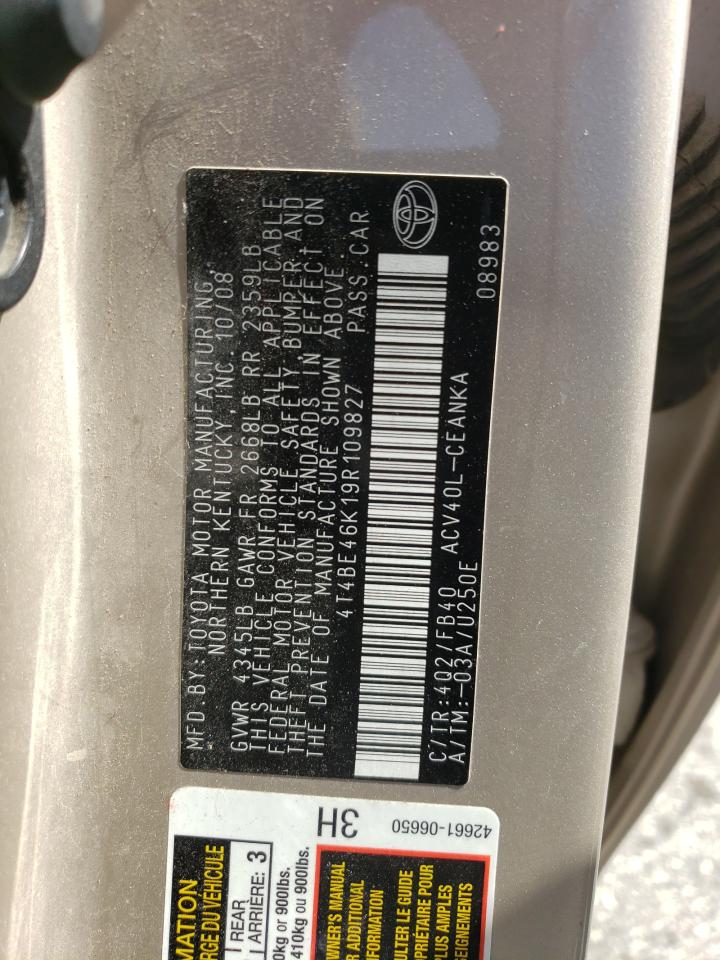 MFD BY:TOYOTA MOTOR MANUFACTURING,
NORTHERN KENTUCKY, INC. 10/08
GVWR 4345LB GAWR FR 2668LB RR 2359LB
THIS VEHICLE CONFORMS TO ALL APPLICABLE
FEDERAL MOTOR VEHICLE SAFETY,BUMPER AND
THEFT PREVENTION STANDARDS IN EFFECT ON
THE DATE OF MANUFACTURE SHOWN ABOVE.
4T4BE46K19R109827 PASS.CAR
C/TR:4Q2/FB40 ACV40L-CEANKA 08983
A/TM:-03A/U250E
MATION
RGE DU VÉHICULE
REAR
ARRIÈRE: 3
0kg or 900lbs.
410kg ou 900lbs.
3H
42661-06650
WNER'S MANUAL
R ADDITIONAL
FORMATION
ULTER LE GUIDE
PRIÉTAIRE POUR
PLUS AMPLES
SEIGNEMENTS